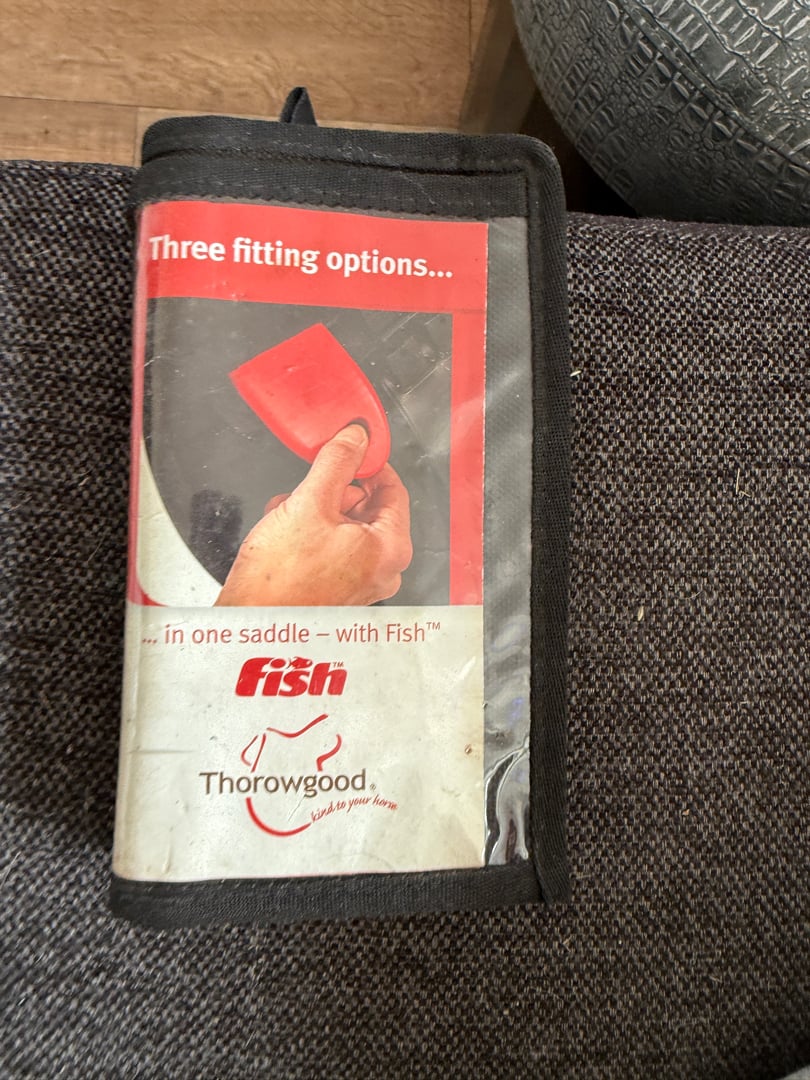 Three fitting options...
... in one saddle – with Fish™
fish™
Thorowgood®
kind to your horse